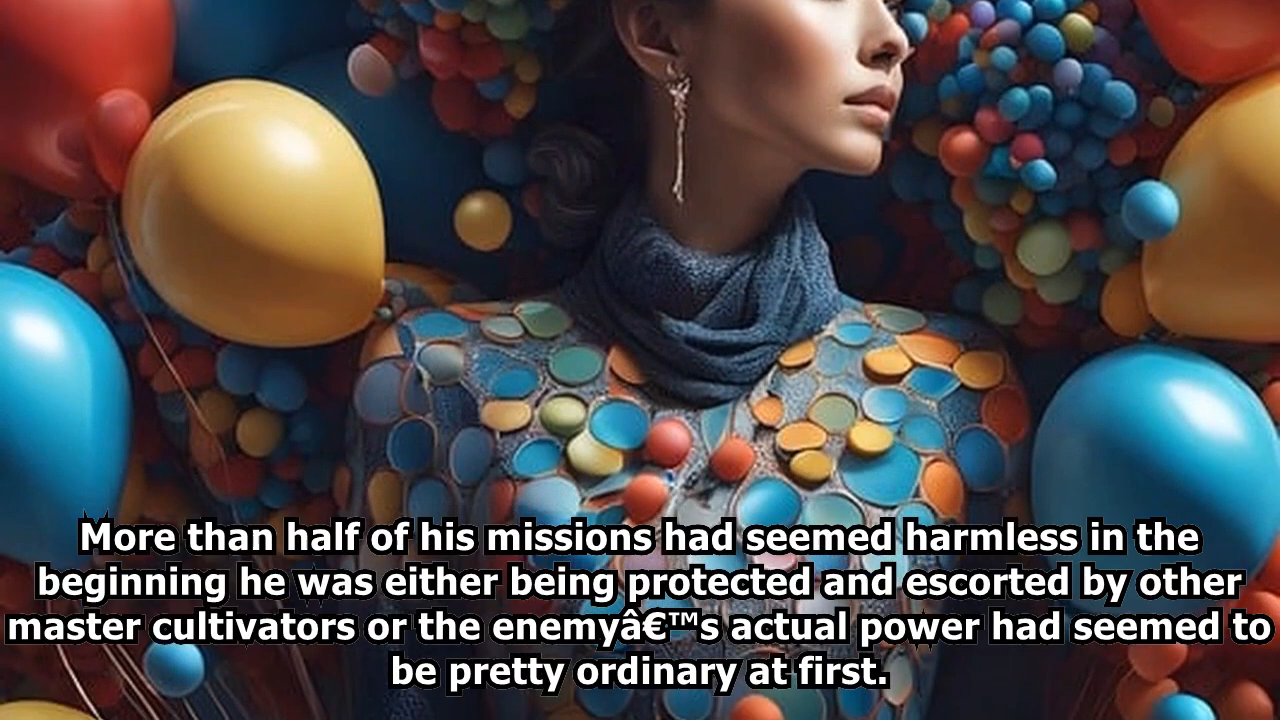 More than half of his missions had seemed harmless in the
beginning he was either being protected and escorted by other
master cultivators or the enemyâ€™s actual power had seemed to
be pretty ordinary at first.